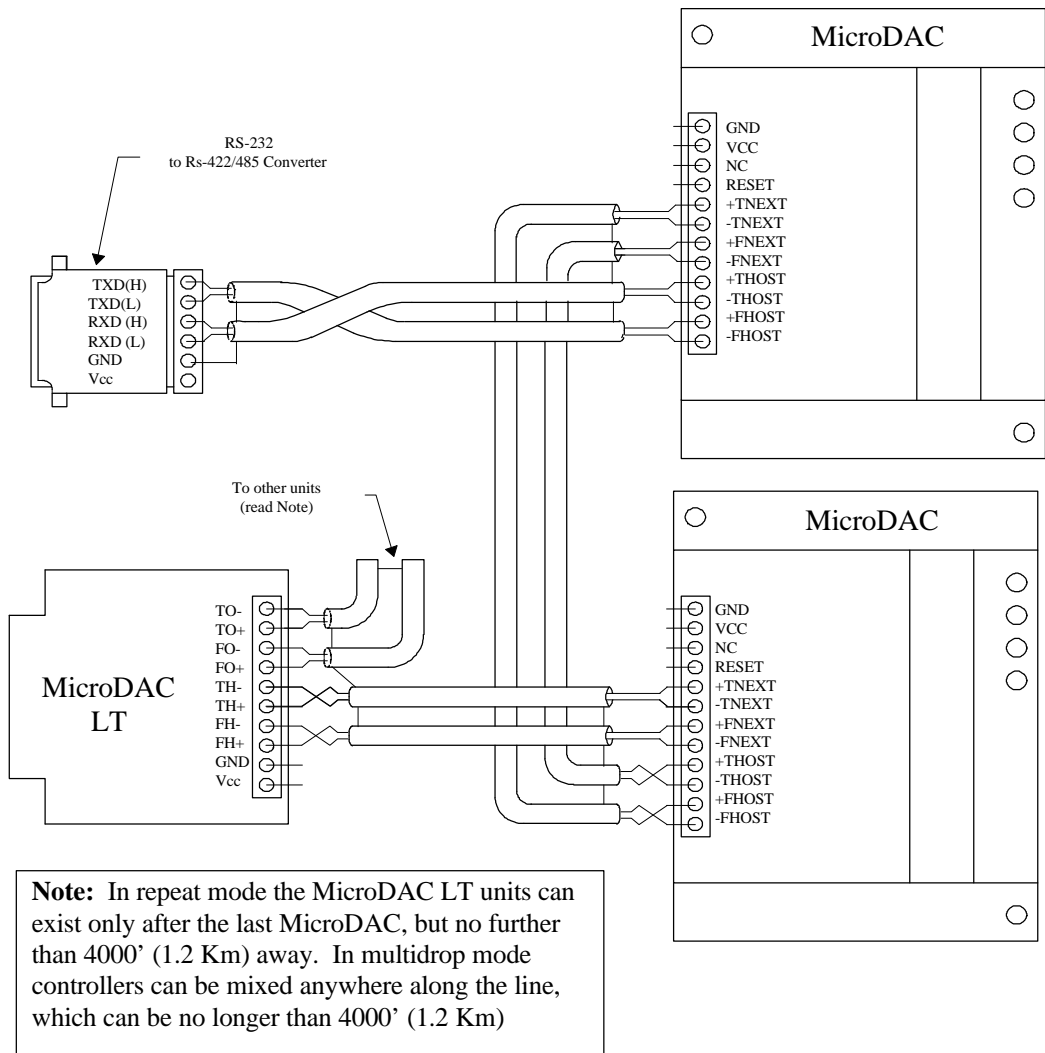 MicroDAC
GND
VCC
NC
RESET
+TNEXT
-TNEXT
+FNEXT
-FNEXT
+THOST
-THOST
+FHOST
-FHOST
RS-232
to Rs-422/485 Converter
TXD(H)
TXD(L)
RXD (H)
RXD (L)
GND
Vcc
To other units
(read Note)
MicroDAC
LT
TO-
TO+
FO-
FO+
TH-
TH+
FH-
FH+
GND
Vcc
MicroDAC
GND
VCC
NC
RESET
+TNEXT
-TNEXT
+FNEXT
-FNEXT
+THOST
-THOST
+FHOST
-FHOST
Note: In repeat mode the MicroDAC LT units can
exist only after the last MicroDAC, but no further
than 4000’ (1.2 Km) away. In multidrop mode
controllers can be mixed anywhere along the line,
which can be no longer than 4000’ (1.2 Km)